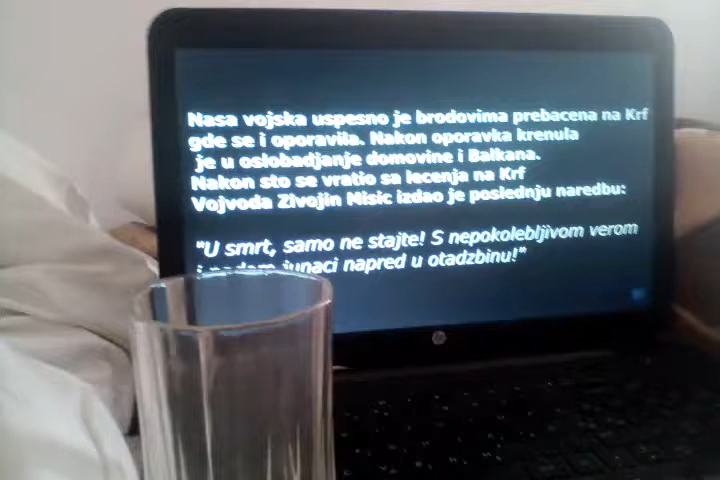 Nasa vojska uspesno je brodovima prebacena na Krf
gde se i oporavila. Nakon oporavka krenula
je u oslobadjanje domovine i Balkana.
Nakon sto se vratio sa lecenja na Krf
Vojvoda Zivojin Misic izdao je poslednju naredbu:
"U smrt, samo ne stajte! S nepokolebljivom verom
i nadom junaci napred u otadzbinu!"
hp